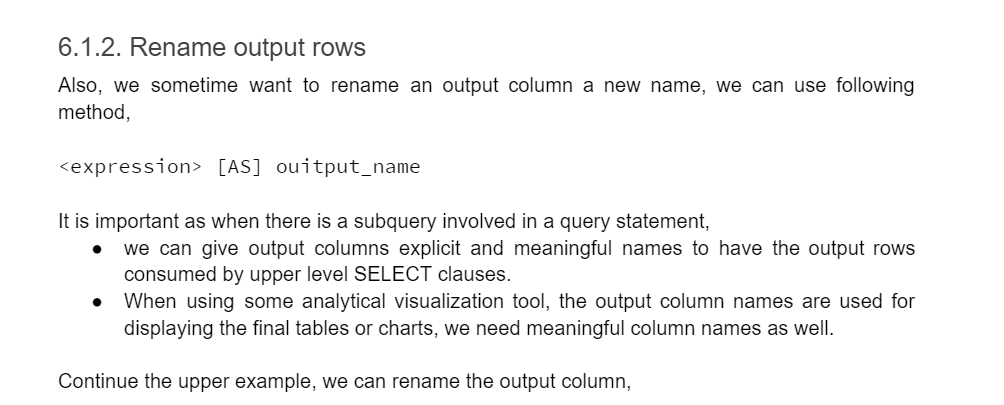 6.1.2. Rename output rows
Also, we sometime want to rename an output column a new name, we can use following
method,
<expression> [AS] ouitput_name
It is important as when there is a subquery involved in a query statement,
● we can give output columns explicit and meaningful names to have the output rows
consumed by upper level SELECT clauses.
● When using some analytical visualization tool, the output column names are used for
displaying the final tables or charts, we need meaningful column names as well.
Continue the upper example, we can rename the output column,